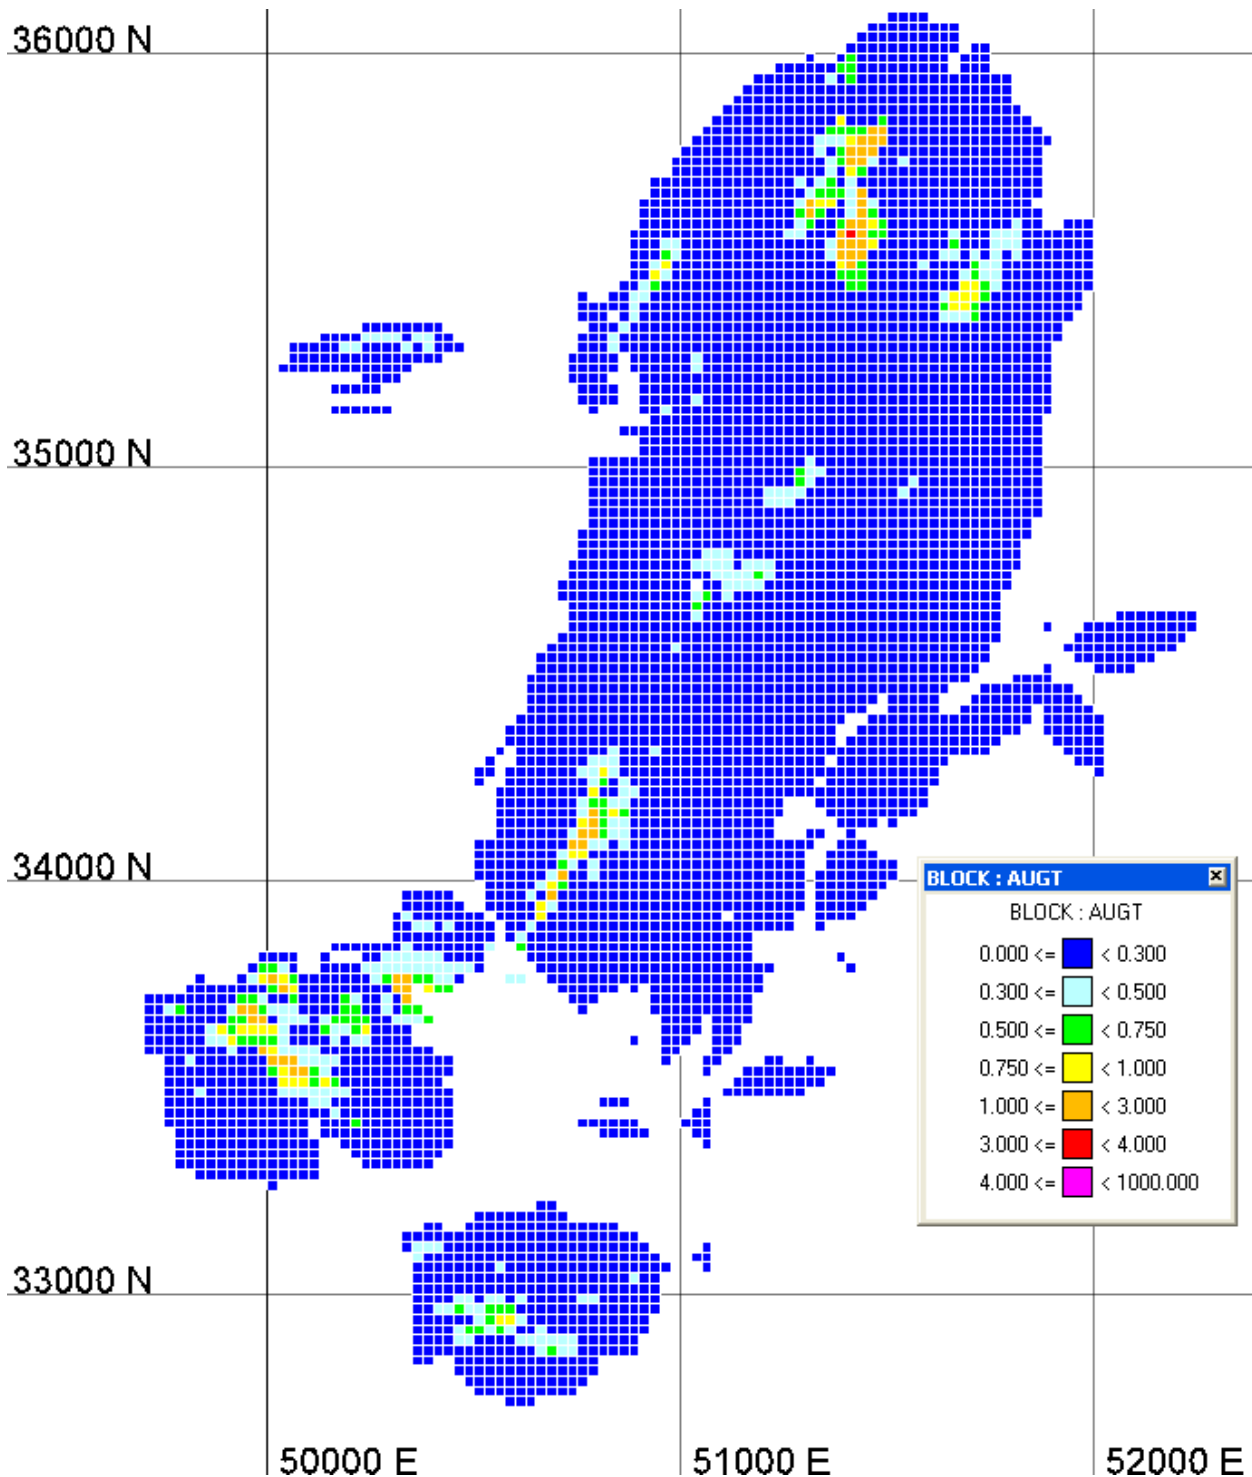 36000 N
35000 N
34000 N
BLOCK : AUGT
BLOCK : AUGT
0.000 <= < 0.300
0.300 <= < 0.500
0.500 <= < 0.750
0.750 <= < 1.000
1.000 <= < 3.000
3.000 <= < 4.000
4.000 <= < 1000.000
33000 N
50000 E
51000 E
52000 E